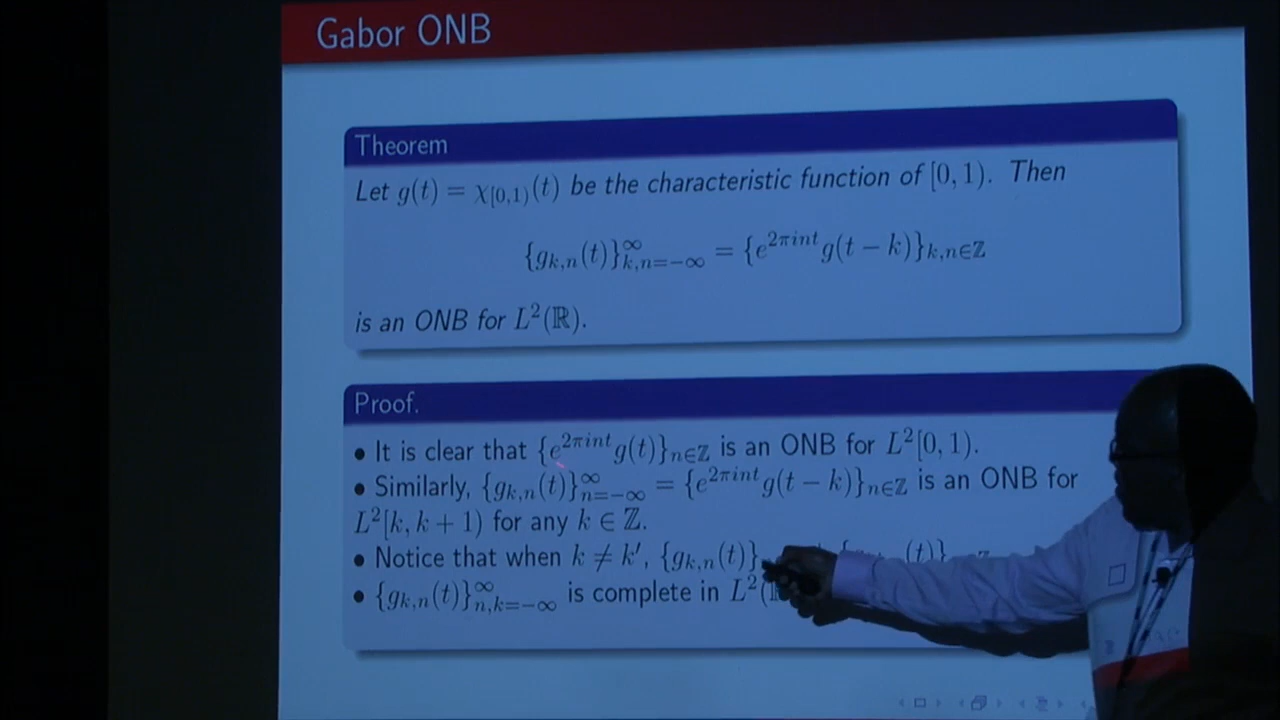 Gabor ONB
Theorem
Let g(t) = χ_{[0,1)}(t) be the characteristic function of [0, 1). Then
{g_{k,n}(t)}_{k,n=−∞}^{∞} = {e^{2πint} g(t − k)}_{k,n∈ℤ}
is an ONB for L²(ℝ).
Proof.
• It is clear that {e^{2πint} g(t)}_{n∈ℤ} is an ONB for L²[0, 1).
• Similarly, {g_{k,n}(t)}_{n=−∞}^{∞} = {e^{2πint} g(t − k)}_{n∈ℤ} is an ONB for
L²[k, k + 1) for any k ∈ ℤ.
• Notice that when k ≠ k′, {g_{k,n}(t)}
• {g_{k,n}(t)}_{n,k=−∞}^{∞} is complete in L²(ℝ